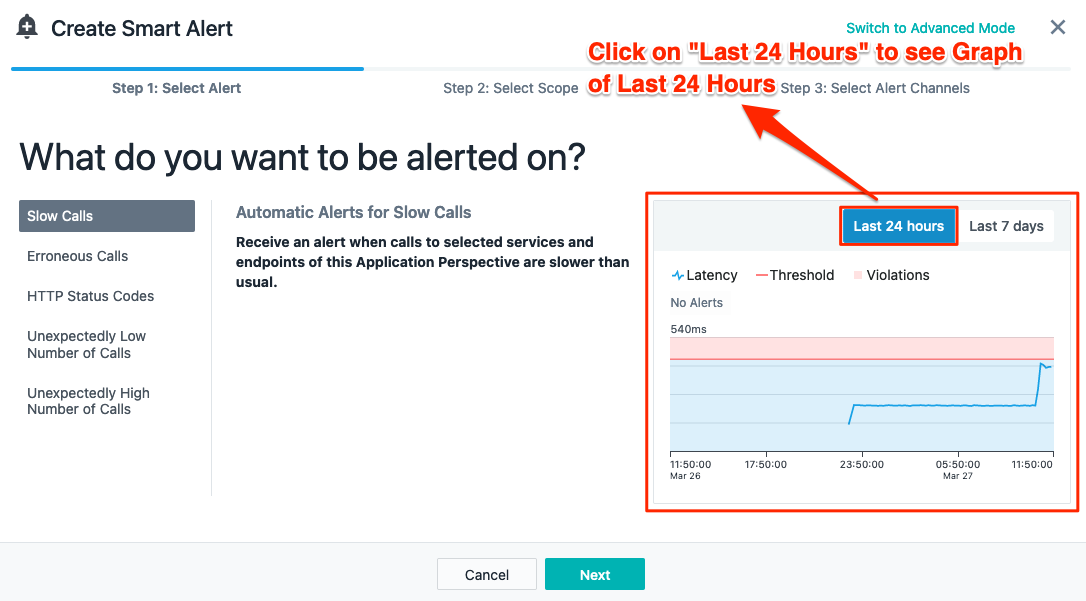 Create Smart Alert
Switch to Advanced Mode
Click on "Last 24 Hours" to see Graph
of Last 24 Hours
Step 1: Select Alert
Step 2: Select Scope
Step 3: Select Alert Channels
What do you want to be alerted on?
Slow Calls
Erroneous Calls
HTTP Status Codes
Unexpectedly Low
Number of Calls
Unexpectedly High
Number of Calls
Automatic Alerts for Slow Calls
Receive an alert when calls to selected services and
endpoints of this Application Perspective are slower than
usual.
Last 24 hours
Last 7 days
Latency
Threshold
Violations
No Alerts
540ms
11:50:00
Mar 26
17:50:00
23:50:00
05:50:00
Mar 27
11:50:00
Cancel
Next